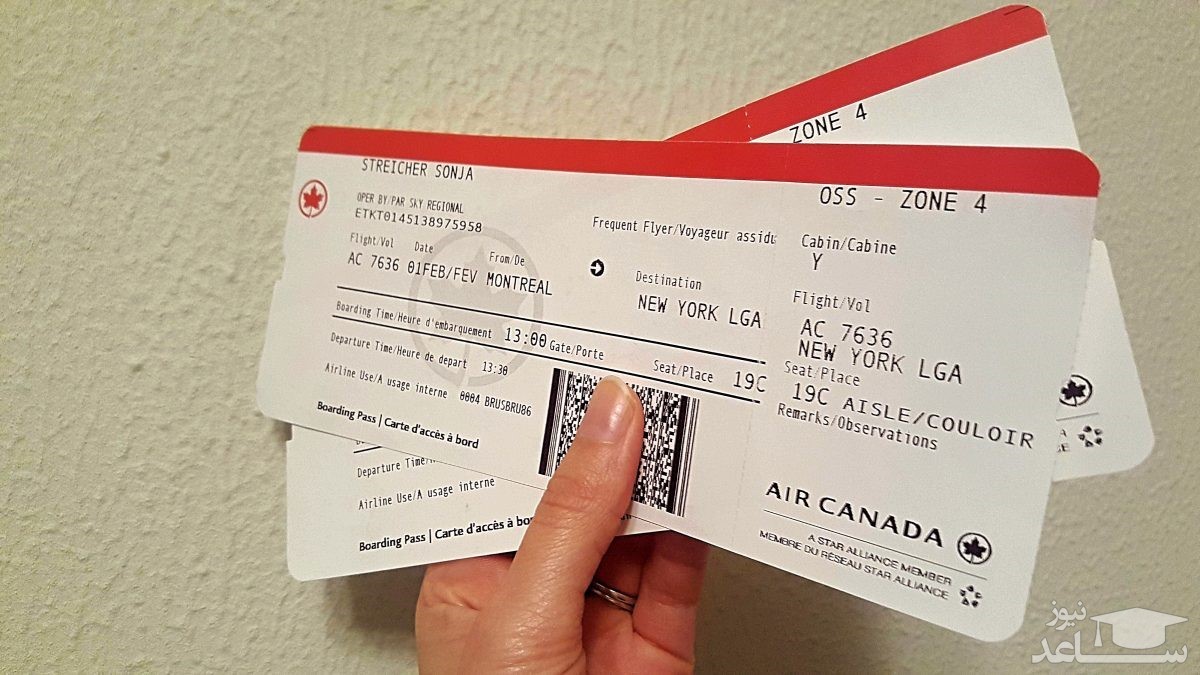 ZONE 4
STREICHER SONJA
OSS - ZONE 4
OPER BY/PAR SKY REGIONAL
ETKT0145138975958
Frequent Flyer/Voyageur assidu
Cabin/Cabine
Y
Flight/Vol Date From/De
AC 7636 01FEB/FEV MONTREAL
Destination
NEW YORK LGA
Flight/Vol
AC 7636
NEW YORK LGA
Boarding Time/Heure d'embarquement 13:00 Gate/Porte Seat/Place 19C
Seat/Place
19C AISLE/COULOIR
Departure Time/Heure de depart 13:30
Remarks/Observations
Airline Use/A usage interne 0004 BRUSBRU86
Boarding Pass | Carte d'accès à bord
AIR CANADA
A STAR ALLIANCE MEMBER
MEMBRE DU RÉSEAU STAR ALLIANCE
Departure Time/
Airline Use/A usage interne
Boarding Pass | Carte d'accès à bo
نیوز
ساعد